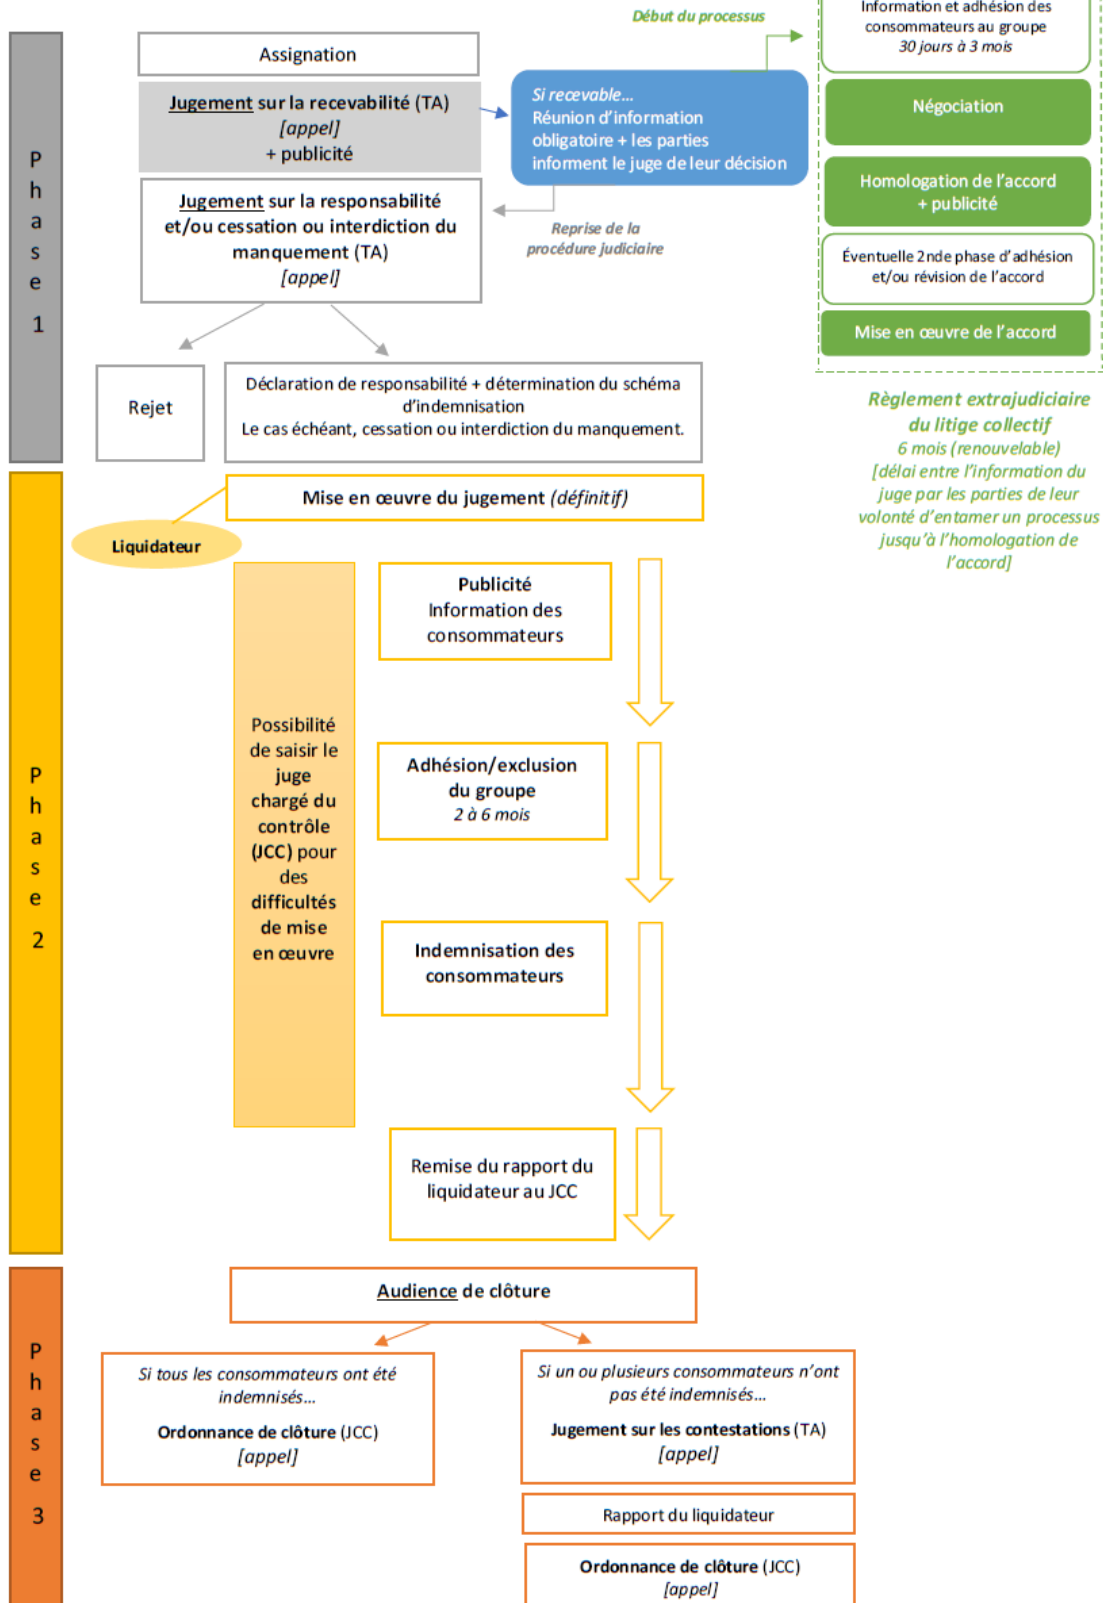 Début du processus
Information et adhésion des
consommateurs au groupe
30 jours à 3 mois
Négociation
Homologation de l'accord
+ publicité
Éventuelle 2nde phase d'adhésion
et/ou révision de l'accord
Mise en œuvre de l'accord
Règlement extrajudiciaire
du litige collectif
6 mois (renouvelable)
[délai entre l'information du
juge par les parties de leur
volonté d'entamer un processus
jusqu'à l'homologation de
l'accord]
Phase 1
Assignation
Jugement sur la recevabilité (TA)
[appel]
+ publicité
Si recevable...
Réunion d'information
obligatoire + les parties
informent le juge de leur décision
Reprise de la
procédure judiciaire
Jugement sur la responsabilité
et/ou cessation ou interdiction du
manquement (TA)
[appel]
Rejet
Déclaration de responsabilité + détermination du schéma
d'indemnisation
Le cas échéant, cessation ou interdiction du manquement.
Phase 2
Mise en œuvre du jugement (définitif)
Liquidateur
Possibilité
de saisir le
juge
chargé du
contrôle
(JCC) pour
des
difficultés
de mise
en œuvre
Publicité
Information des
consommateurs
Adhésion/exclusion
du groupe
2 à 6 mois
Indemnisation des
consommateurs
Remise du rapport du
liquidateur au JCC
Phase 3
Audience de clôture
Si tous les consommateurs ont été
indemnisés...
Ordonnance de clôture (JCC)
[appel]
Si un ou plusieurs consommateurs n'ont
pas été indemnisés...
Jugement sur les contestations (TA)
[appel]
Rapport du liquidateur
Ordonnance de clôture (JCC)
[appel]